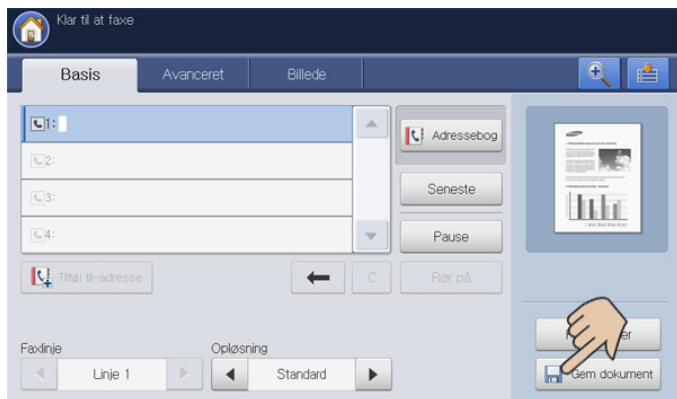 Klar til at faxe
Basis
Avanceret
Billede
1:
2:
3:
4:
Adressebog
Seneste
Pause
Tilføj til-adresse
C
Rør på
Faxlinje
Opløsning
Linje 1
Standard
Gem dokument